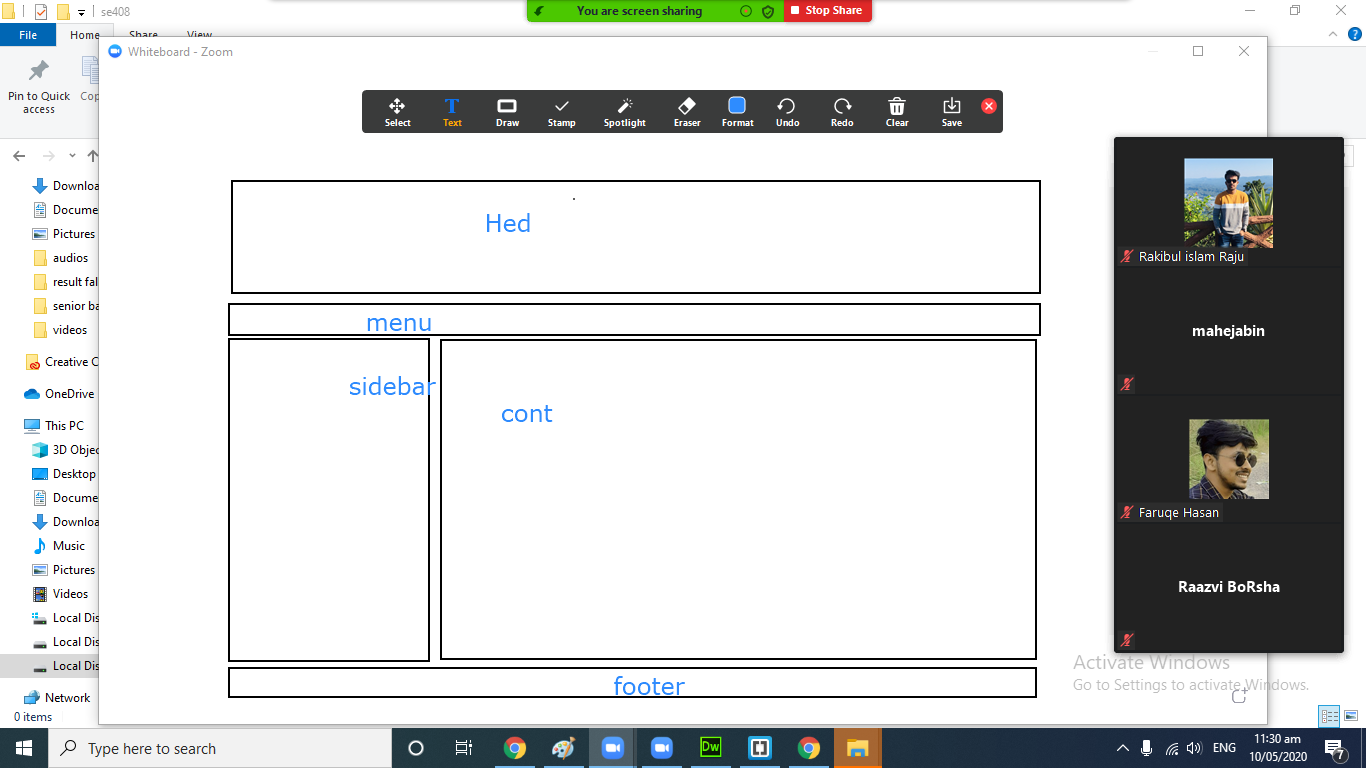 se408
You are screen sharing
Stop Share
File
Home
Share
View
Whiteboard - Zoom
Pin to Quick
access
Select
Text
Draw
Stamp
Spotlight
Eraser
Format
Undo
Redo
Clear
Save
Downloa
Docume
Pictures
audios
result fal
senior ba
videos
Creative C
OneDrive
This PC
3D Objec
Desktop
Docume
Downloa
Music
Pictures
Videos
Local Dis
Local Dis
Local Dis
Network
0 items
Hed
menu
sidebar
cont
footer
Rakibul islam Raju
mahejabin
Faruqe Hasan
Raazvi BoRsha
Activate Windows
Go to Settings to activate Windows.
Type here to search
Dw
ENG
11:30 am
10/05/2020
7